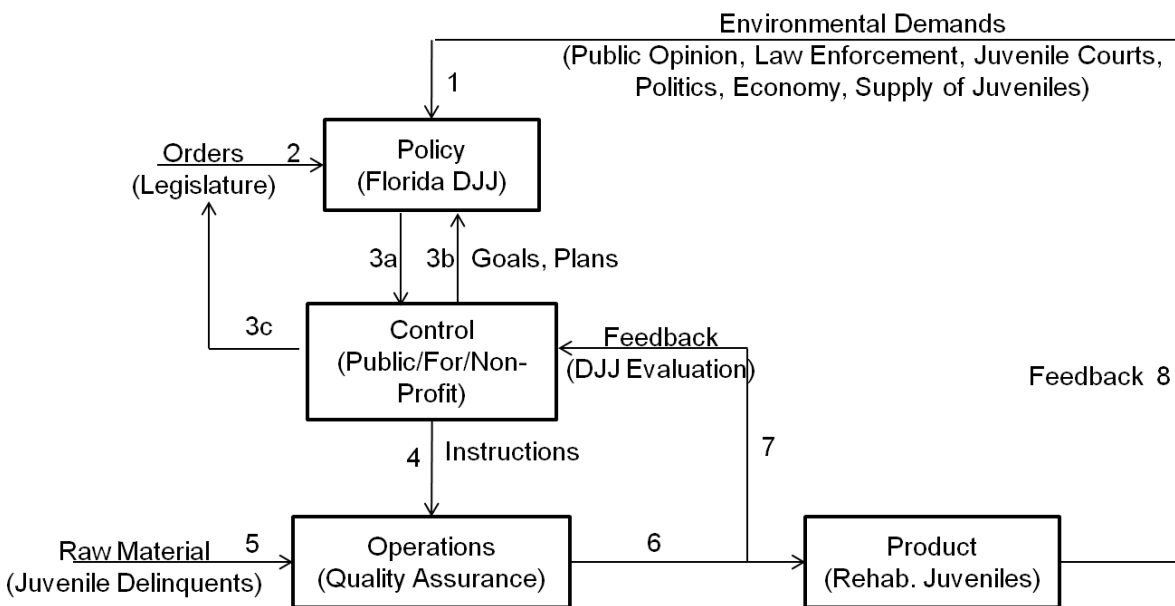 Environmental Demands
(Public Opinion, Law Enforcement, Juvenile Courts,
Politics, Economy, Supply of Juveniles)
1
Orders 2
(Legislature)
Policy
(Florida DJJ)
3a 3b Goals, Plans
3c
Control
(Public/For/Non-
Profit)
Feedback
(DJJ Evaluation)
Feedback 8
4 Instructions
7
Raw Material 5
(Juvenile Delinquents)
Operations
(Quality Assurance)
6
Product
(Rehab. Juveniles)